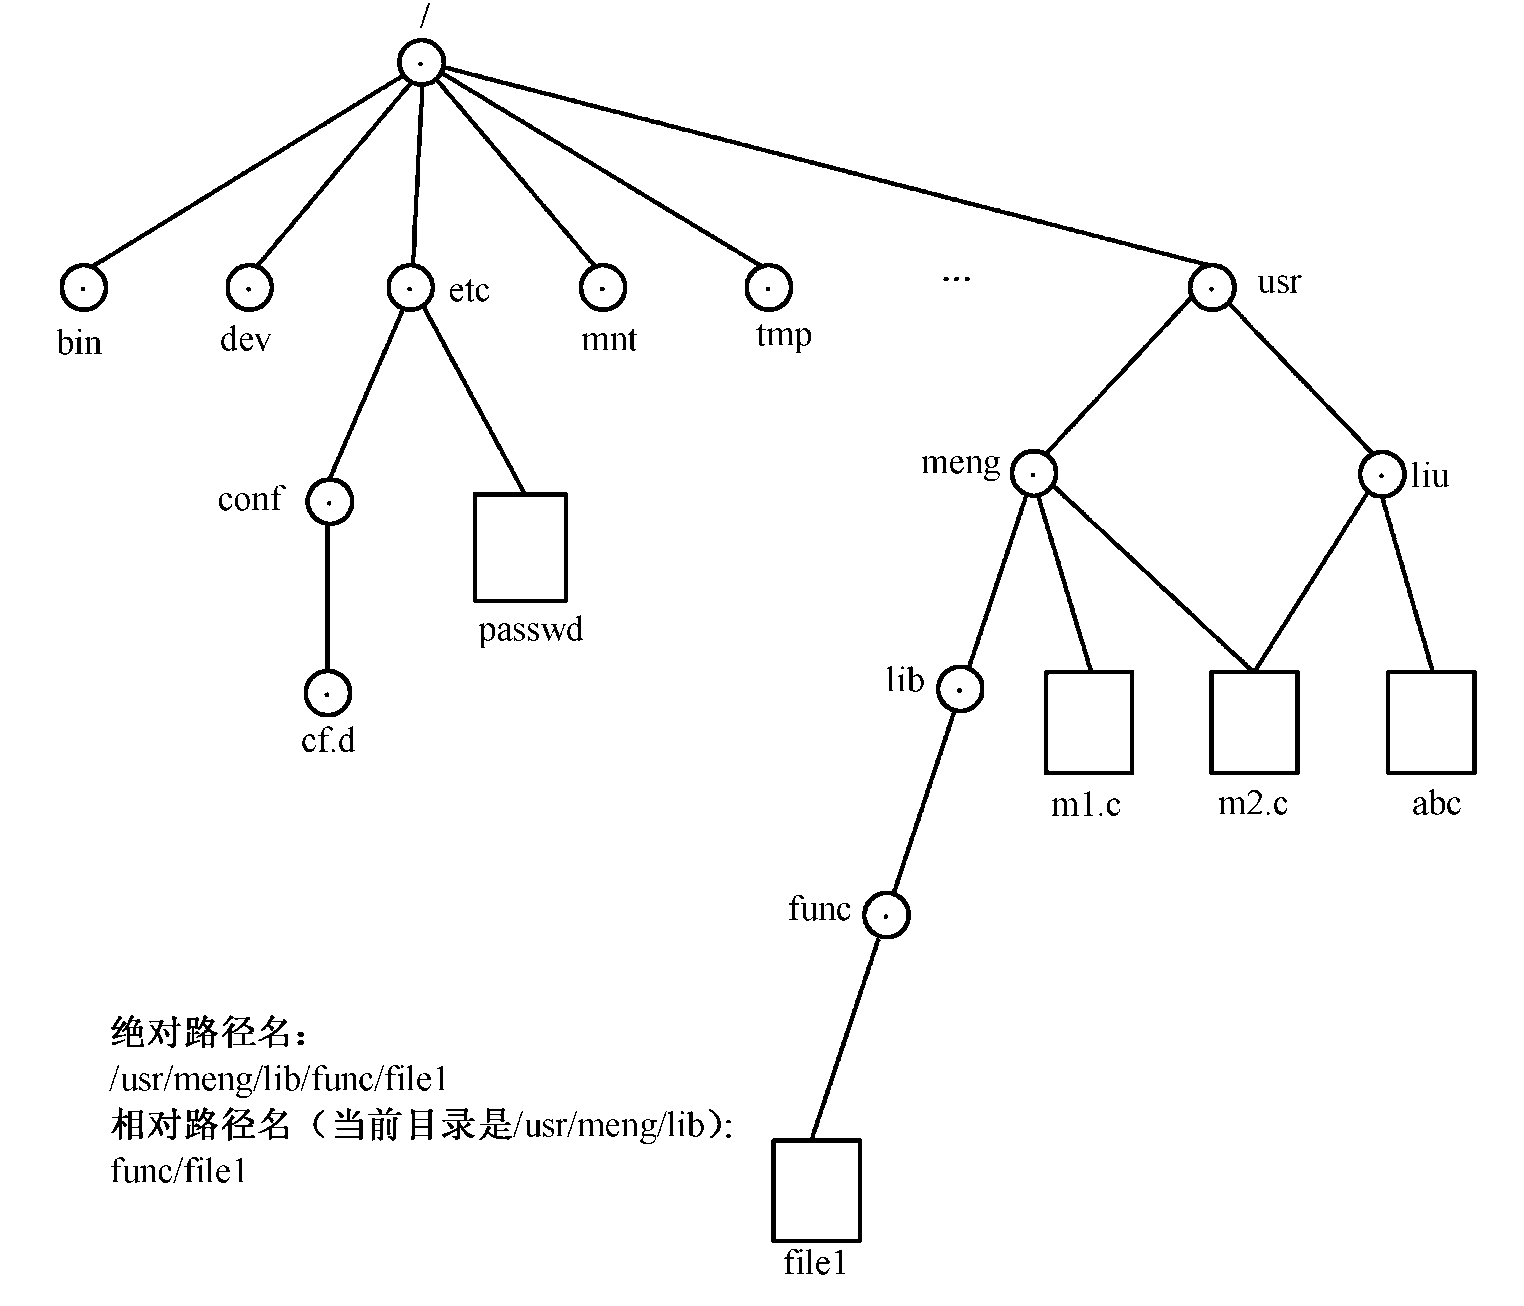 /
bin
dev
etc
mnt
tmp
...
usr
conf
passwd
meng
liu
cf.d
lib
m1.c
m2.c
abc
func
绝对路径名：
/usr/meng/lib/func/file1
相对路径名（当前目录是/usr/meng/lib）:
func/file1
file1